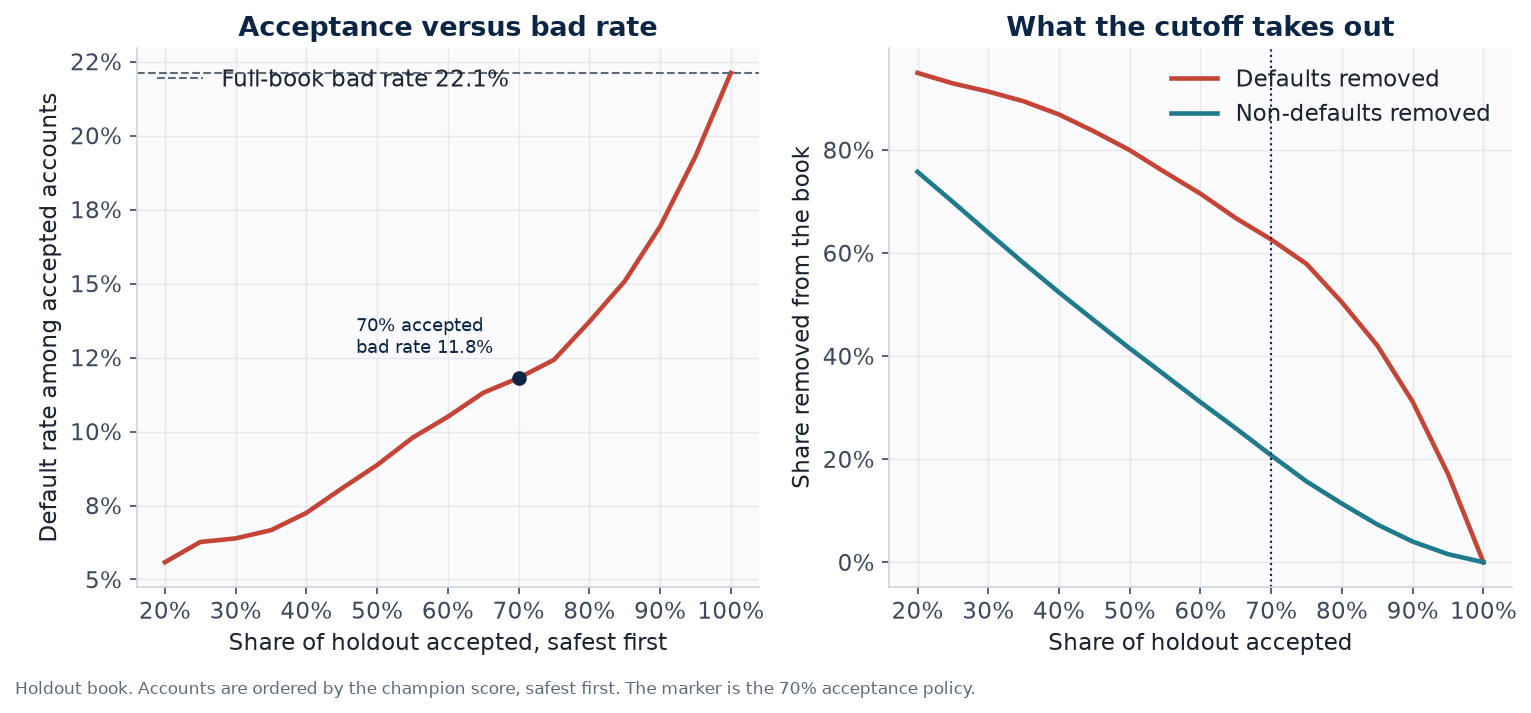 Acceptance versus bad rate
Default rate among accepted accounts
22%
20%
18%
15%
12%
10%
8%
5%
Full-book bad rate 22.1%
70% accepted
bad rate 11.8%
20% 30% 40% 50% 60% 70% 80% 90% 100%
Share of holdout accepted, safest first
What the cutoff takes out
Share removed from the book
80%
60%
40%
20%
0%
Defaults removed
Non-defaults removed
20% 30% 40% 50% 60% 70% 80% 90% 100%
Share of holdout accepted
Holdout book. Accounts are ordered by the champion score, safest first. The marker is the 70% acceptance policy.